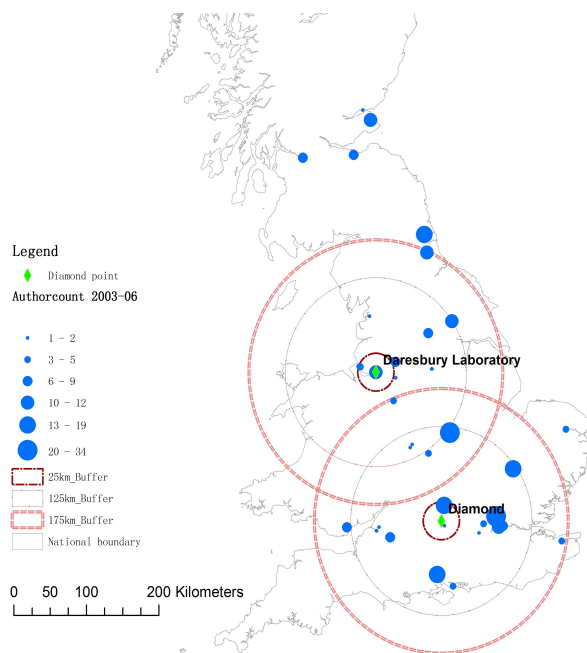 Legend
Diamond point
Authorcount 2003-06
1 - 2
3 - 5
6 - 9
10 - 12
13 - 19
20 - 34
25km_Buffer
125km_Buffer
175km_Buffer
National boundary
0 50 100 200 Kilometers
Daresbury Laboratory
Diamond